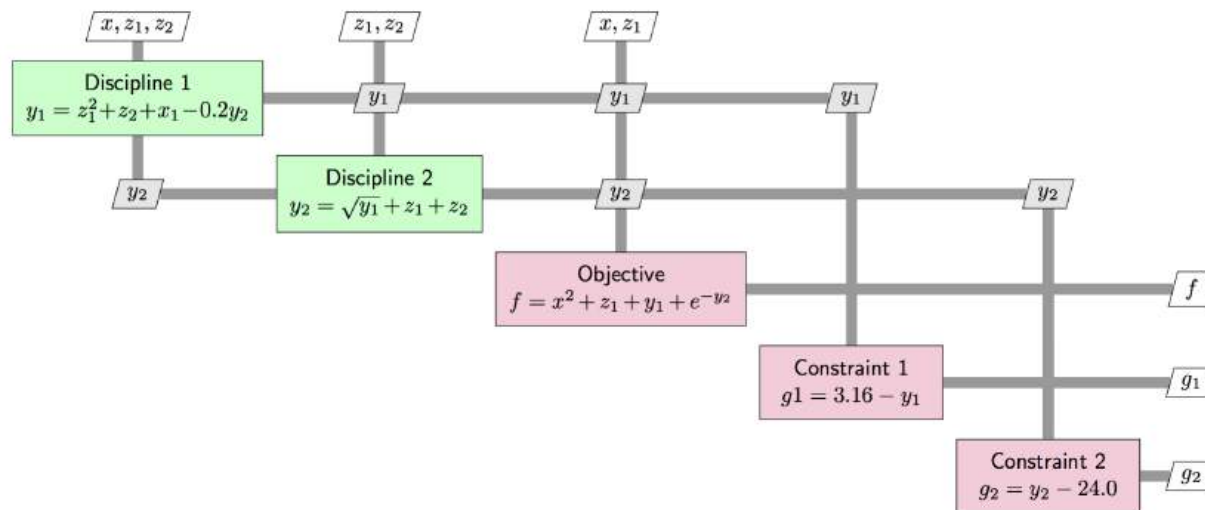 x, z₁, z₂
z₁, z₂
x, z₁
Discipline 1
y₁ = z₁² + z₂ + x₁ − 0.2y₂
y₁
y₁
y₁
y₂
Discipline 2
y₂ = √y₁ + z₁ + z₂
y₂
y₂
Objective
f = x² + z₁ + y₁ + e^{−y₂}
f
Constraint 1
g1 = 3.16 − y₁
g₁
Constraint 2
g₂ = y₂ − 24.0
g₂